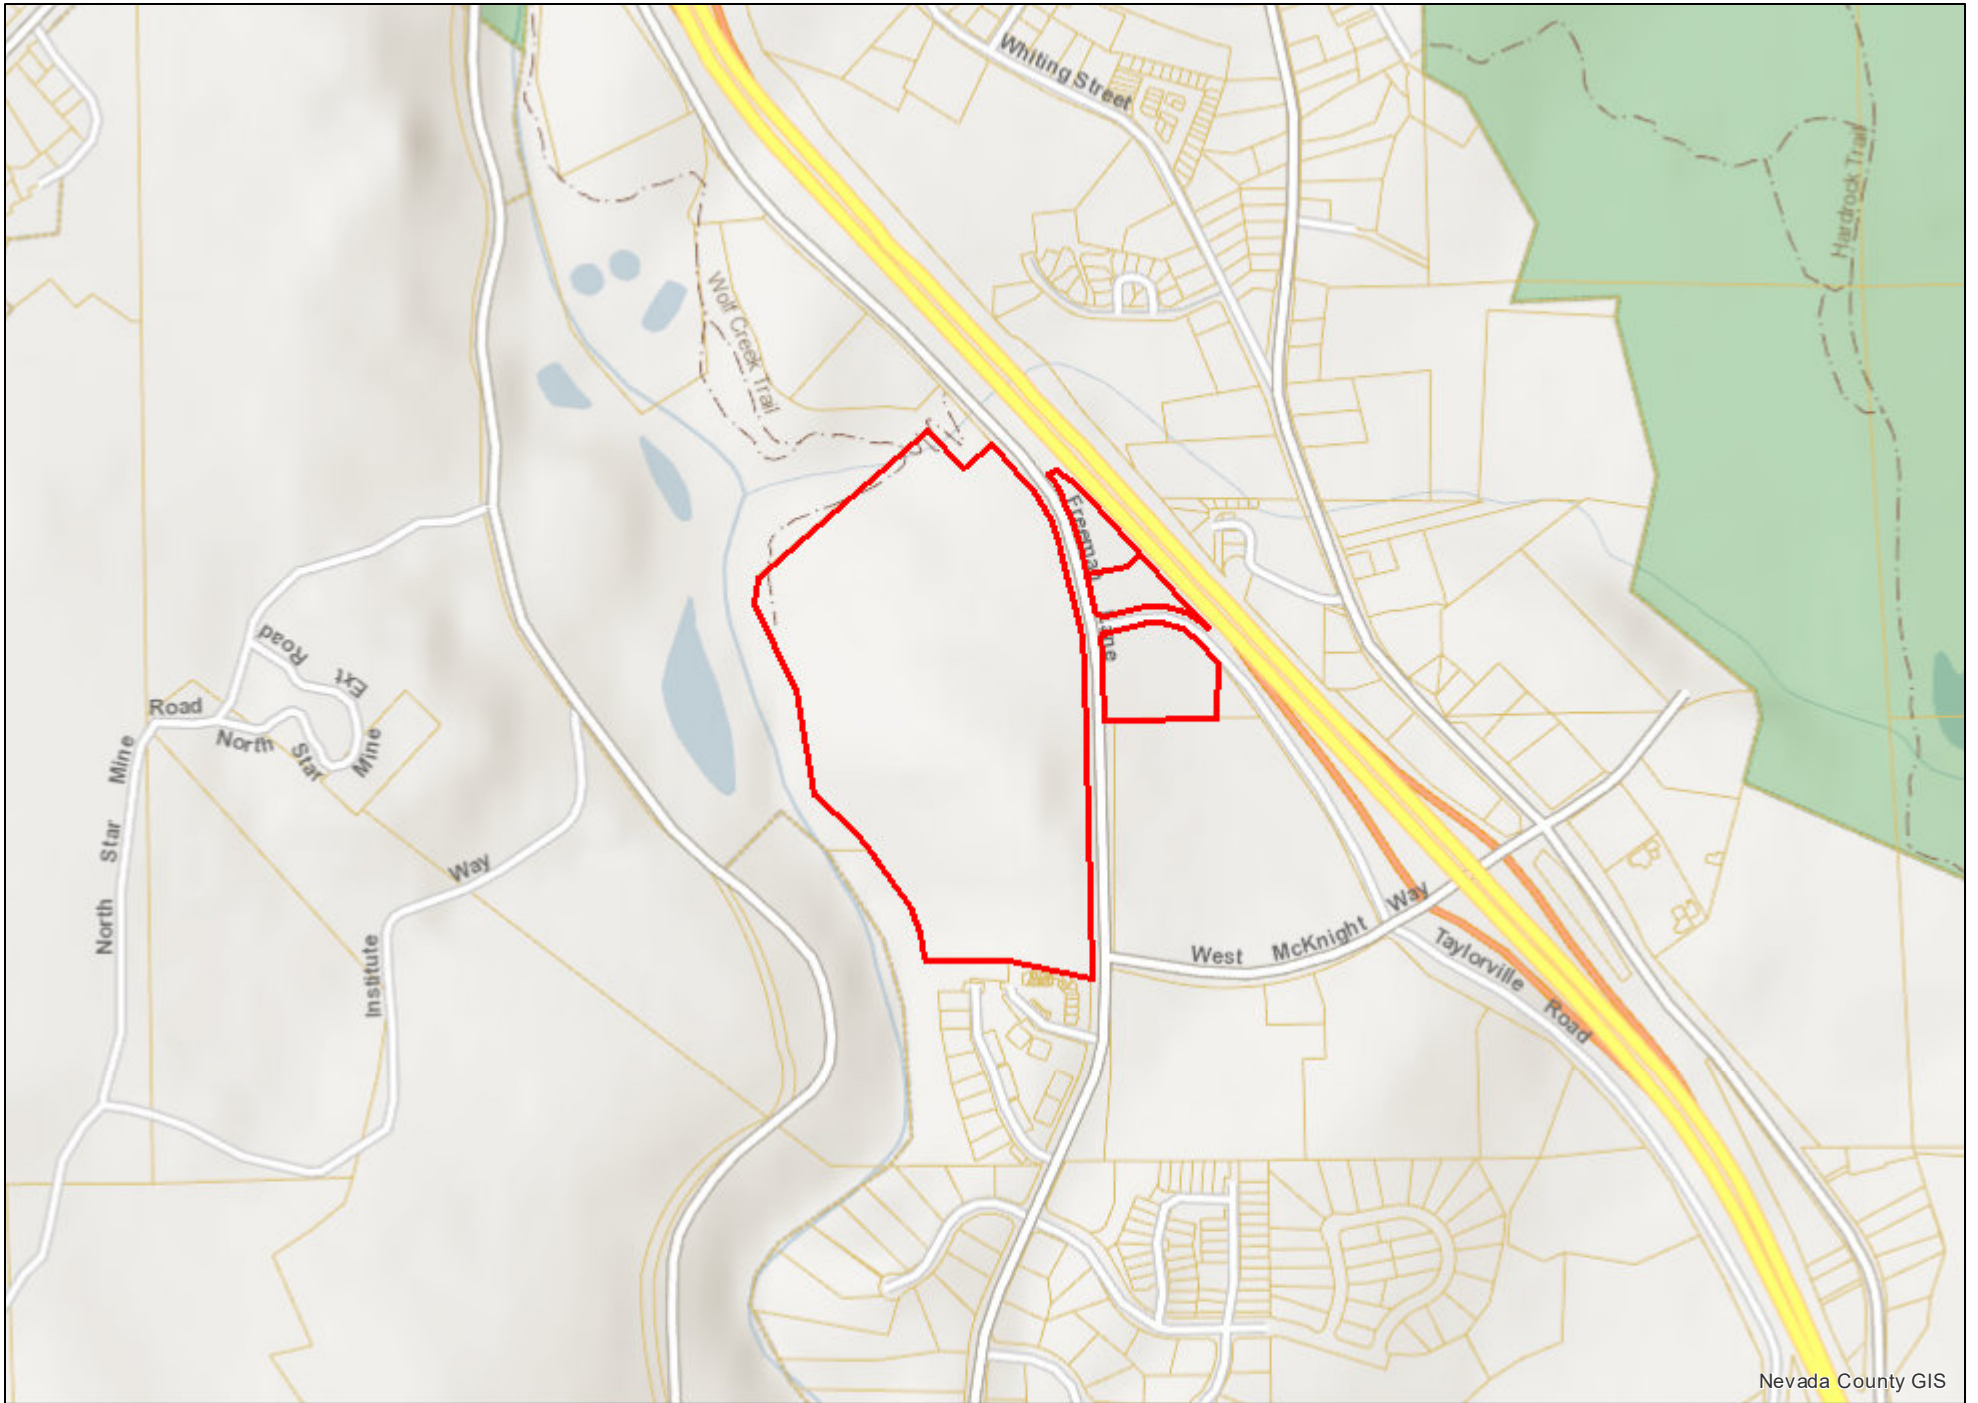 Whiting Street
Hardrock Trail
Wolf Creek Trail
Freeman Lane
Road
North Star Mine
North Star Mine
Ext Road
Way
Institute
West McKnight Way
Taylorville Road
Nevada County GIS